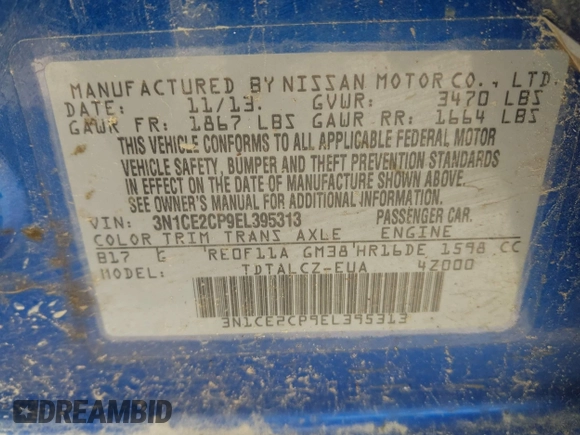 MANUFACTURED BY NISSAN MOTOR CO., LTD.
DATE: 11/13. GVWR: 3470 LBS
GAWR FR: 1867 LBS GAWR RR: 1664 LBS
THIS VEHICLE CONFORMS TO ALL APPLICABLE FEDERAL MOTOR
VEHICLE SAFETY, BUMPER AND THEFT PREVENTION STANDARDS
IN EFFECT ON THE DATE OF MANUFACTURE SHOWN ABOVE.
SEE OWNER'S MANUAL FOR ADDITIONAL INFORMATION.
VIN: 3N1CE2CP9EL395313 PASSENGER CAR.
COLOR TRIM TRANS AXLE ENGINE
B17 RE0F11A GM38 HR16DE 1598 CC
MODEL: TDTALCZ-EUA 4Z000
3N1CE2CP9EL395313
DREAMBID